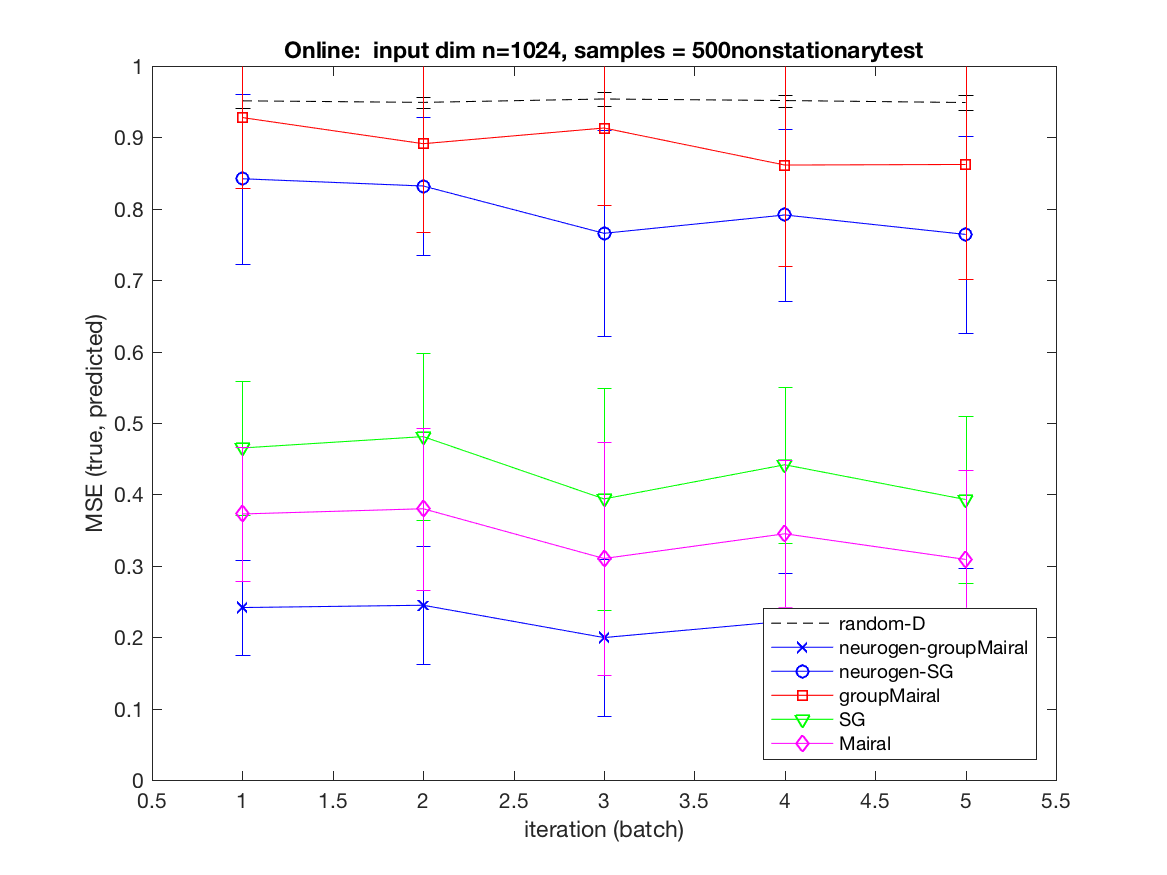 Online:  input dim n=1024, samples = 500nonstationarytest
MSE (true, predicted)
1
0.9
0.8
0.7
0.6
0.5
0.4
0.3
0.2
0.1
0
random-D
neurogen-groupMairal
neurogen-SG
groupMairal
SG
Mairal
0.5 1 1.5 2 2.5 3 3.5 4 4.5 5 5.5
iteration (batch)